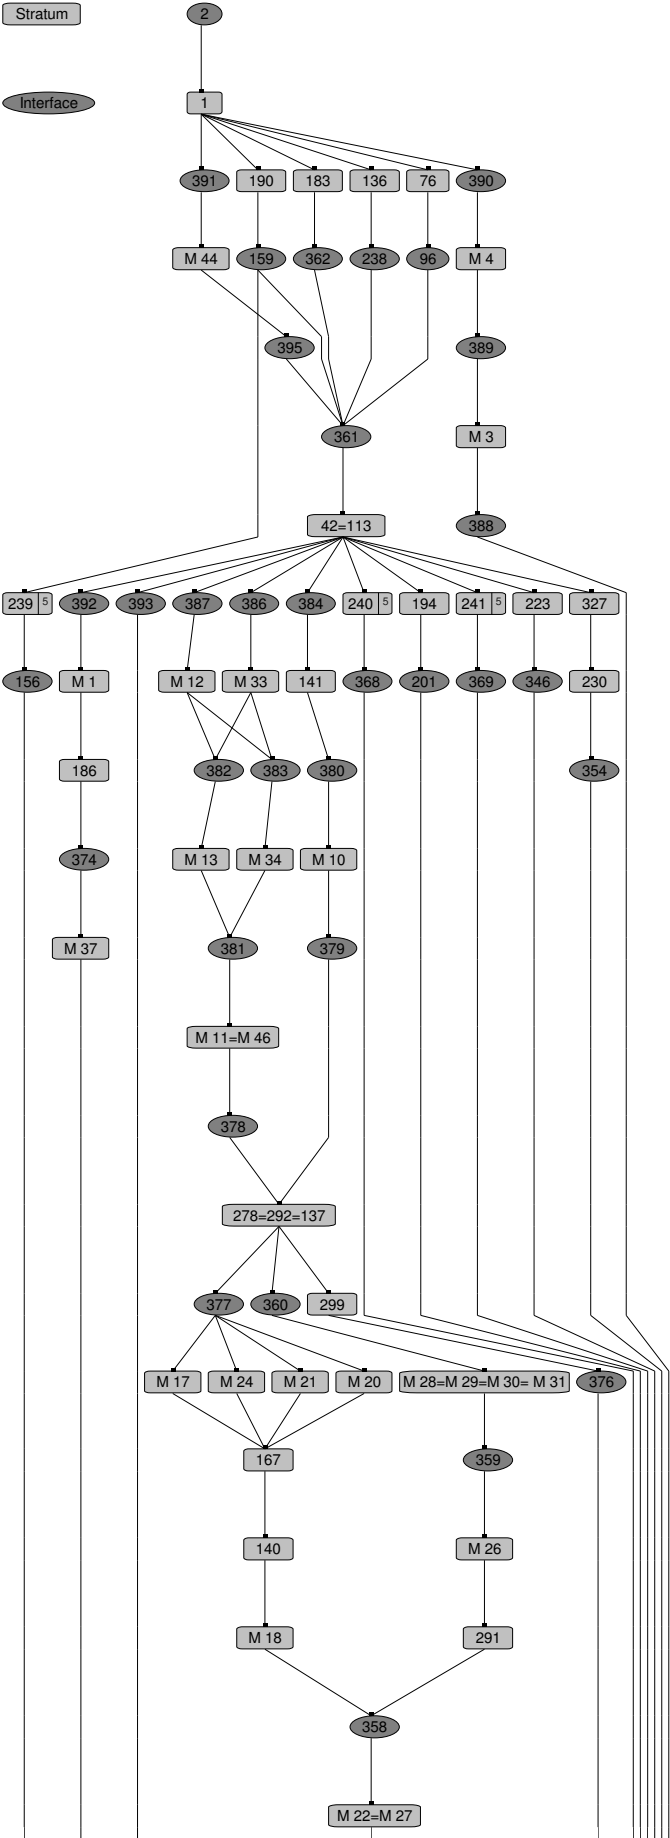 Stratum
2
Interface
1
391
190
183
136
76
390
M 44
159
362
238
96
M 4
395
389
361
M 3
42=113
388
239 5
392
393
387
386
384
240 5
194
241 5
223
327
156
M 1
M 12
M 33
141
368
201
369
346
230
186
382
383
380
354
374
M 13
M 34
M 10
M 37
381
379
M 11=M 46
378
278=292=137
377
360
299
M 17
M 24
M 21
M 20
M 28=M 29=M 30= M 31
376
167
359
140
M 26
M 18
291
358
M 22=M 27